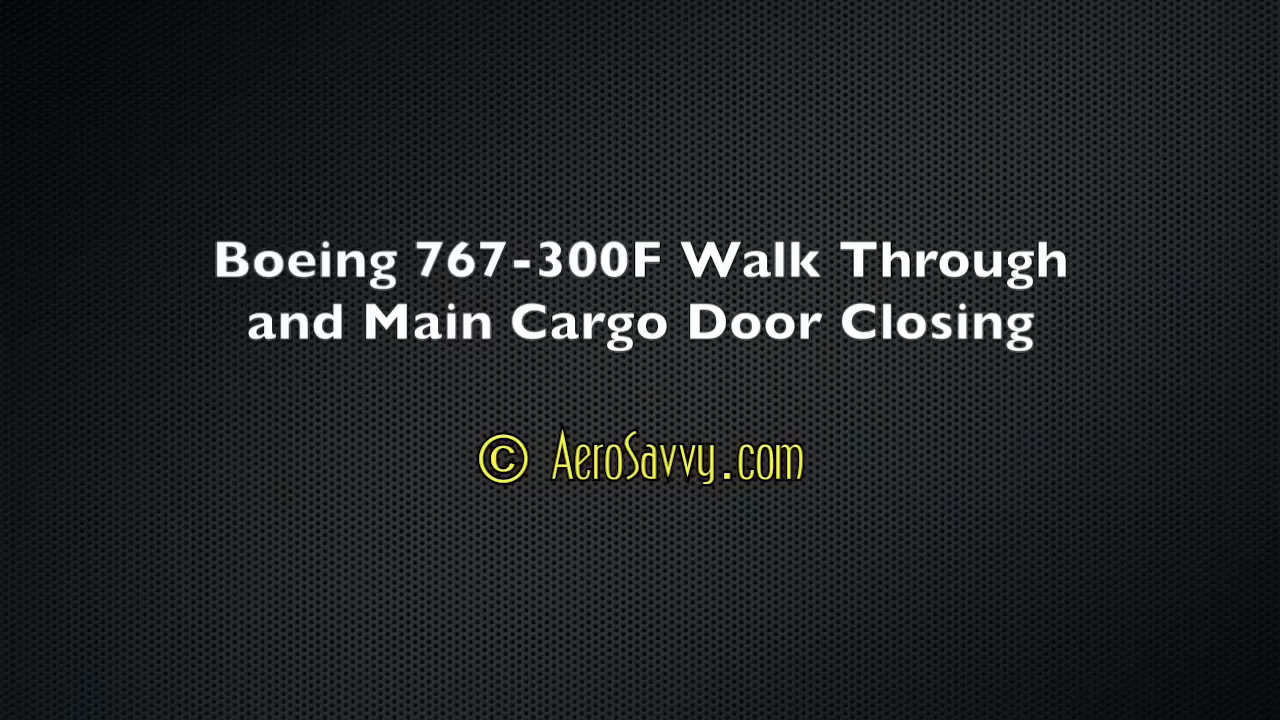 Boeing 767-300F Walk Through
and Main Cargo Door Closing
© AeroSavvy.com